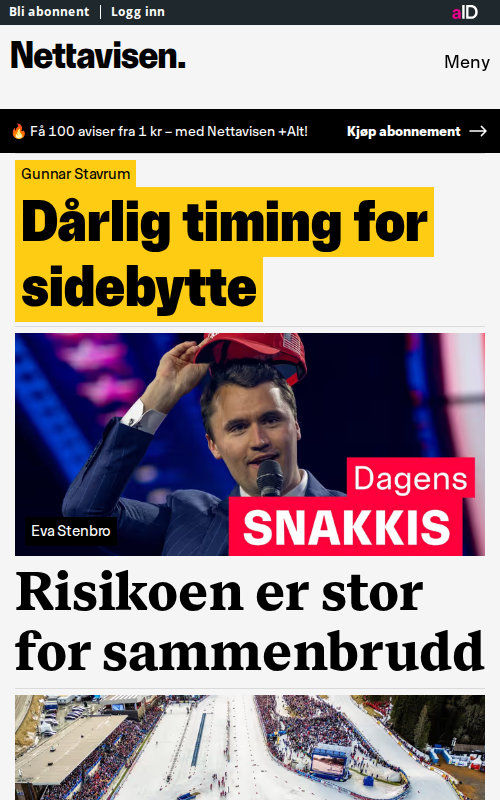 Bli abonnent | Logg inn
aID
Nettavisen.
Meny
🔥 Få 100 aviser fra 1 kr – med Nettavisen +Alt!
Kjøp abonnement →
Gunnar Stavrum
Dårlig timing for
sidebytte
Dagens
SNAKKIS
Eva Stenbro
Risikoen er stor
for sammenbrudd